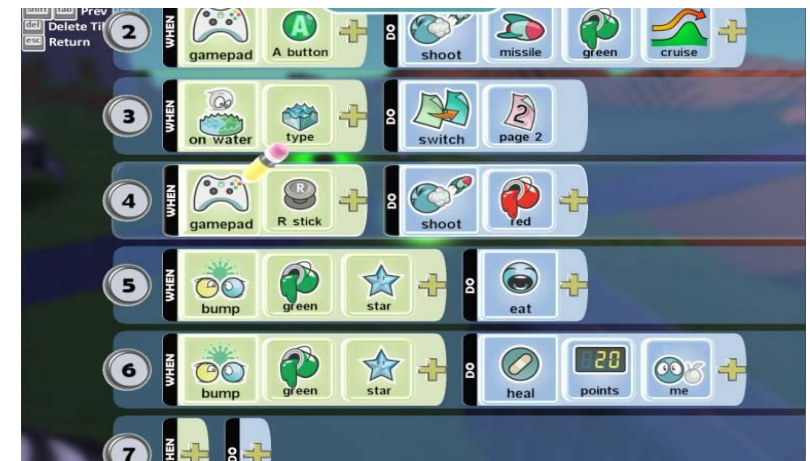 shift tab Prev
del Delete Til
esc Return
2 WHEN gamepad A A button DO shoot missile green cruise
3 WHEN on water type DO switch 2 page 2
4 WHEN gamepad R R stick DO shoot red
5 WHEN bump green star DO eat
6 WHEN bump green star DO heal 20 points me
7 WHEN DO